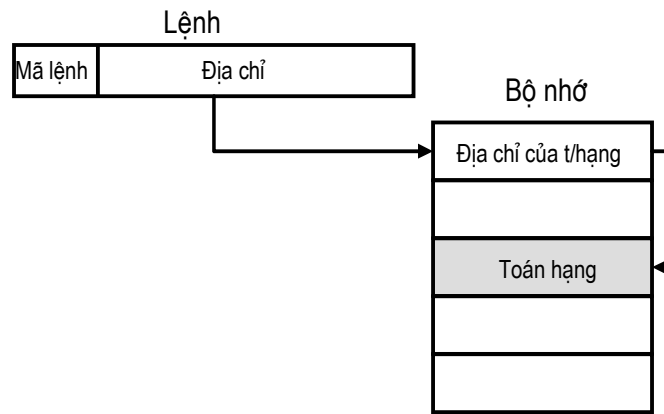 Lệnh
Mã lệnh
Địa chỉ
Bộ nhớ
Địa chỉ của t/hạng
Toán hạng